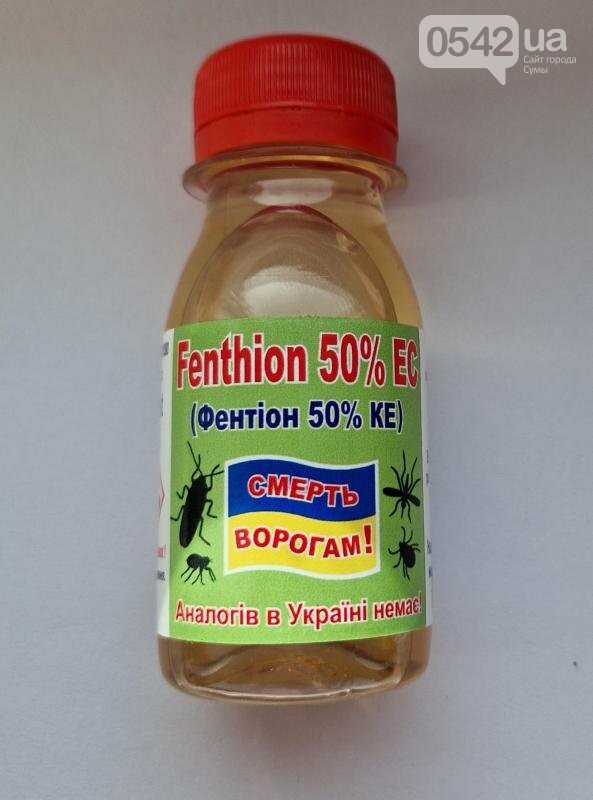 0542 ua
Сайт города
Сумы
Fenthion 50% EC
(Фентіон 50% КЕ)
СМЕРТЬ
ВОРОГАМ!
Аналогів в Україні немає!